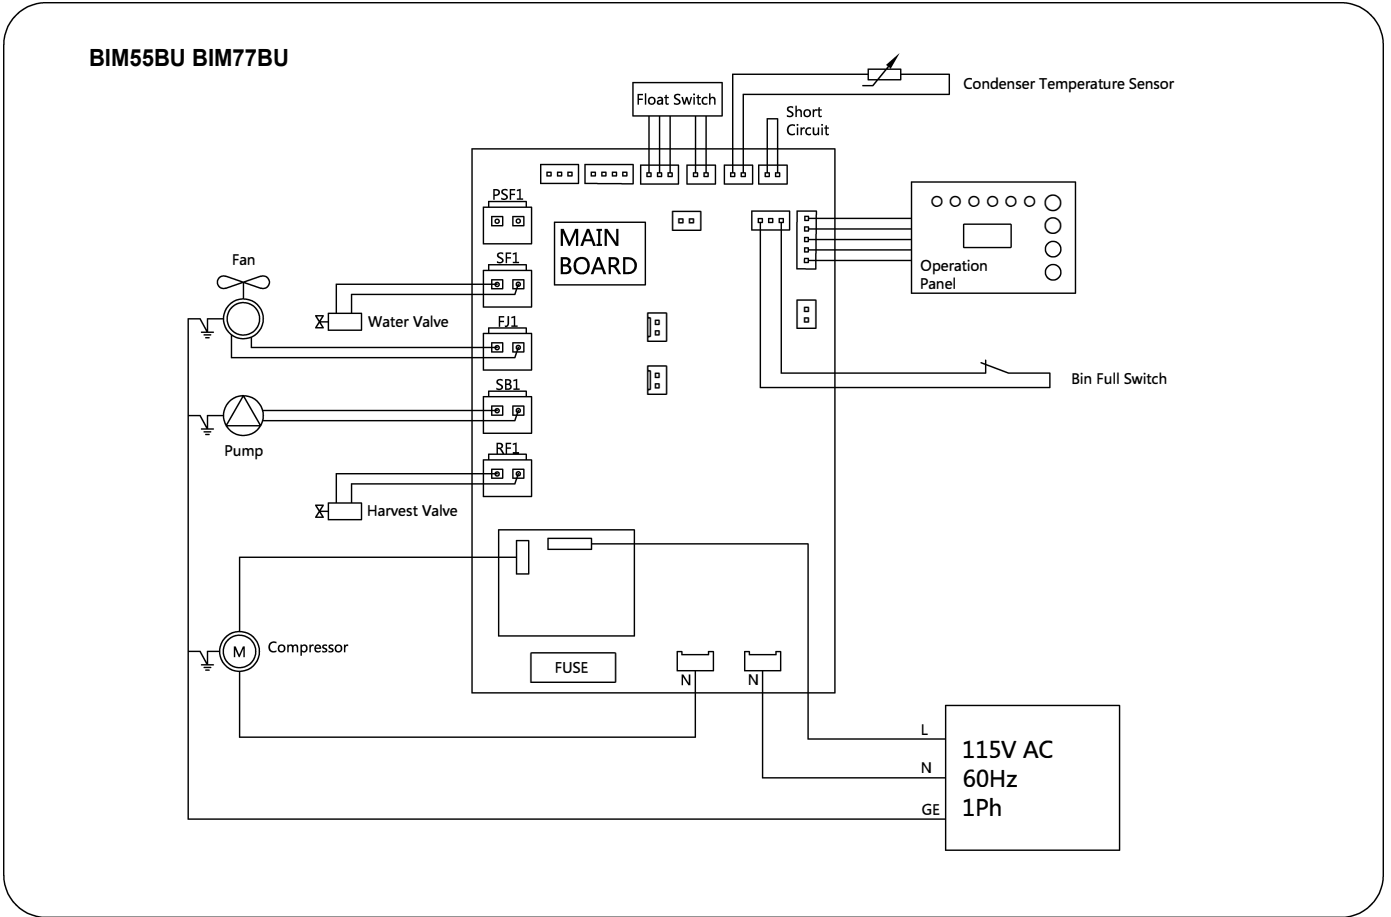 BIM55BU BIM77BU
Condenser Temperature Sensor
Float Switch
Short
Circuit
PSF1
MAIN
BOARD
SF1
Fan
Water Valve
FJ1
Operation
Panel
SB1
Bin Full Switch
Pump
RF1
Harvest Valve
M
Compressor
FUSE
N
N
L
115V AC
N
60Hz
GE
1Ph